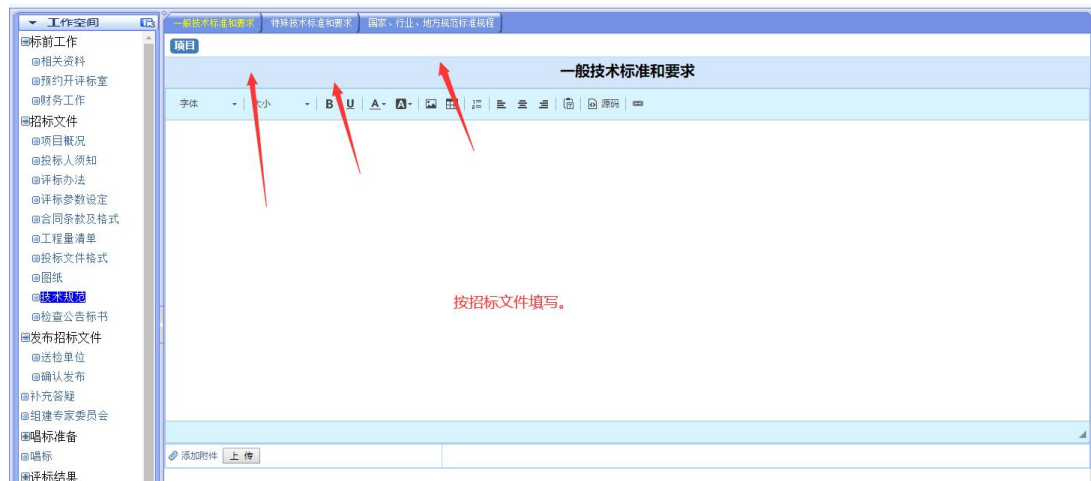 工作空间
标前工作
相关资料
预约开评标室
财务工作
招标文件
项目概况
投标人须知
评标办法
评标参数设定
合同条款及格式
工程量清单
投标文件格式
图纸
技术规范
检查公告标书
发布招标文件
送检单位
确认发布
补充答疑
组建专家委员会
唱标准备
唱标
评标结果
一般技术标准和要求 特殊技术标准和要求 国家、行业、地方规范标准规程
项目
一般技术标准和要求
字体 大小 B U A A 源码
按招标文件填写。
添加附件 上 传